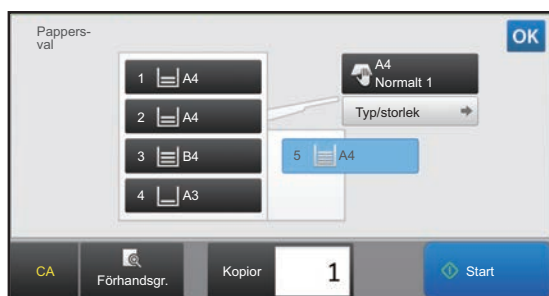 Pappers-
val
OK
1 A4
2 A4
3 B4
4 A3
A4
Normalt 1
Typ/storlek
5 A4
CA
Förhandsgr.
Kopior
1
Start